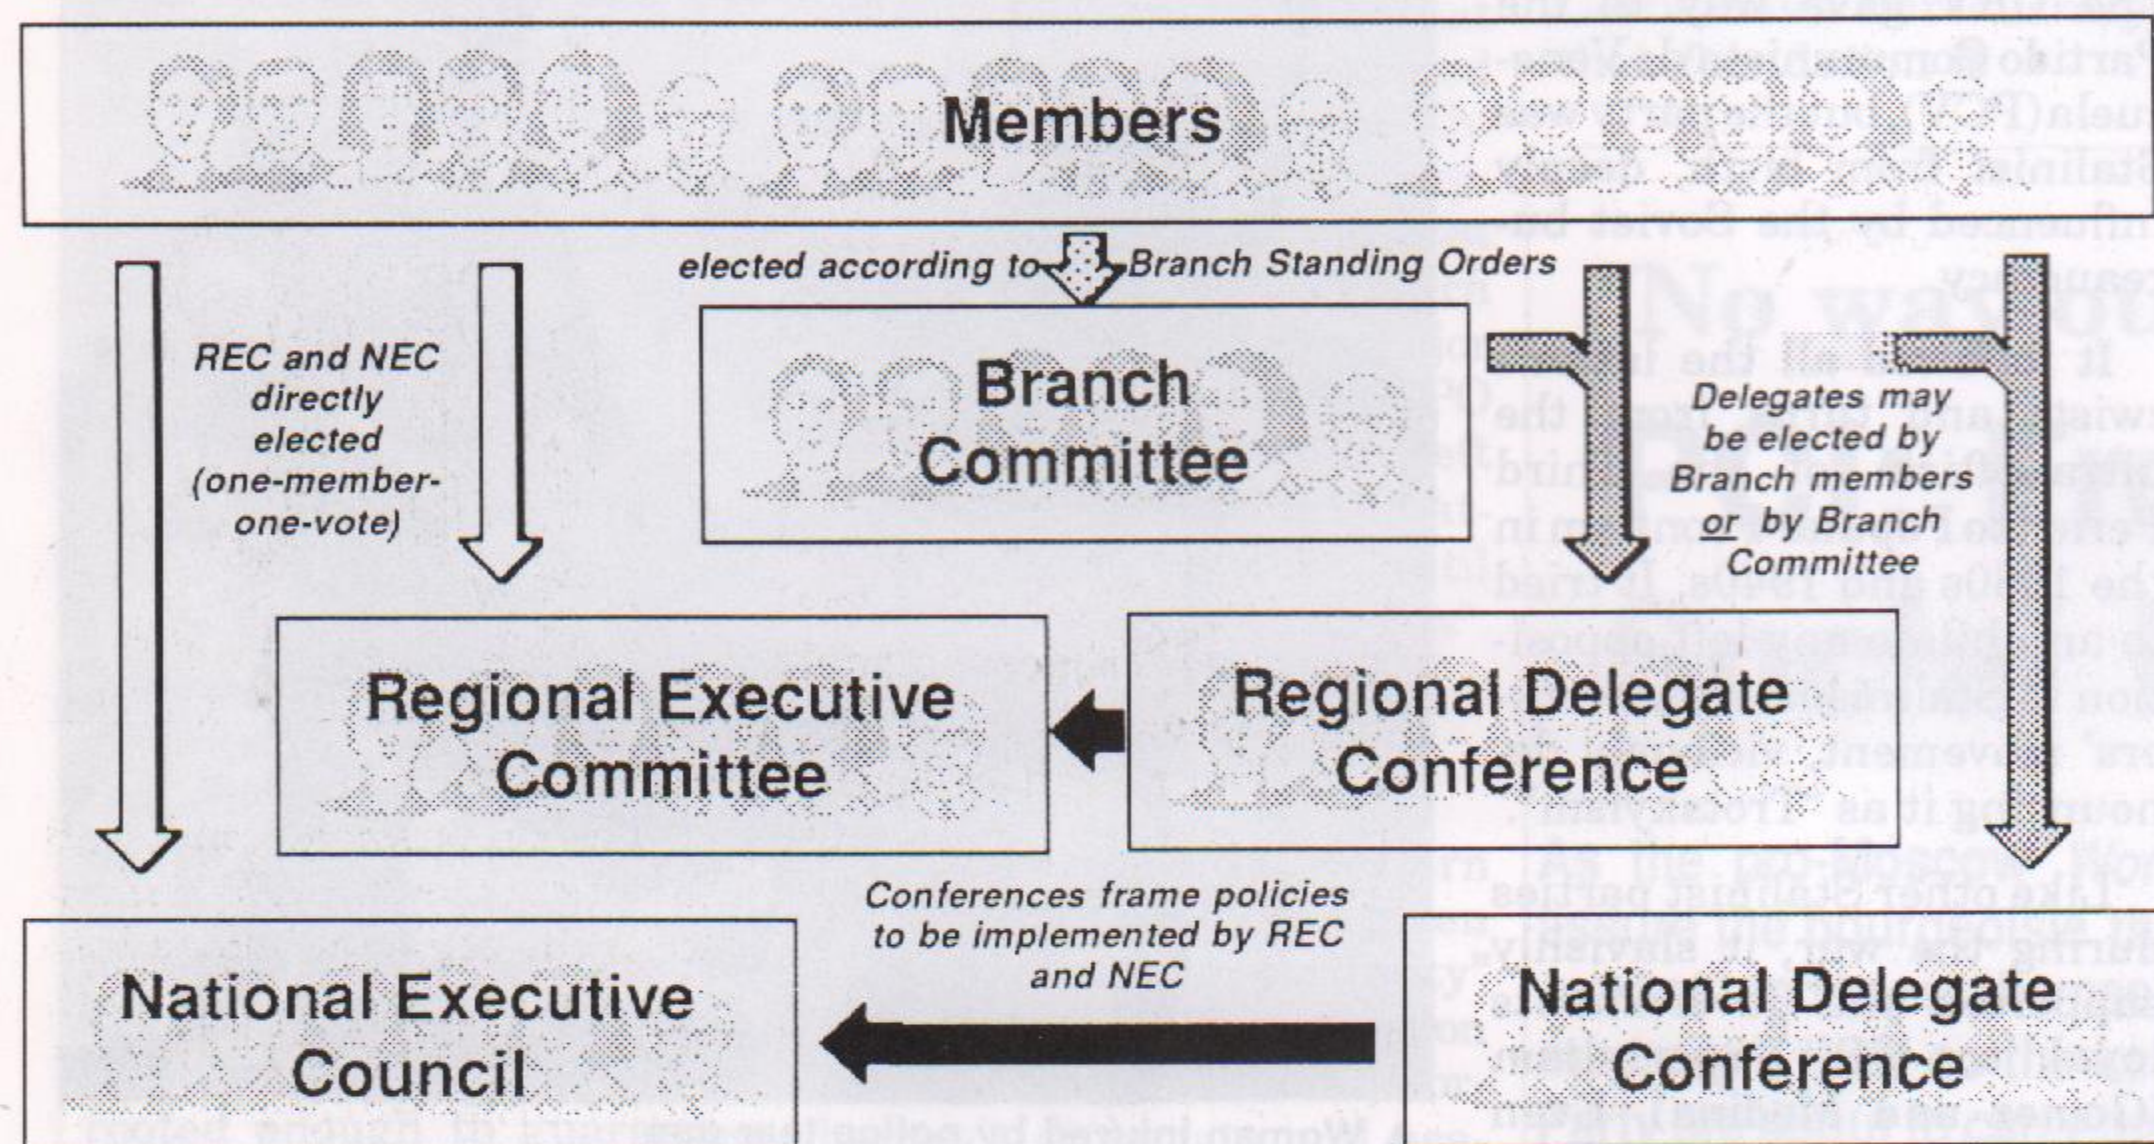 Members
elected according to Branch Standing Orders
REC and NEC
directly
elected
(one-member-
one-vote)
Branch
Committee
Delegates may
be elected by
Branch members
or by Branch
Committee
Regional Executive
Committee
Regional Delegate
Conference
Conferences frame policies
to be implemented by REC
and NEC
National Executive
Council
National Delegate
Conference